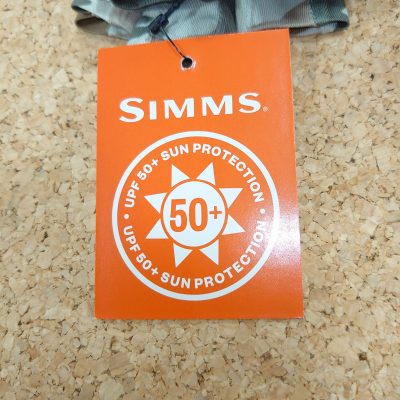 SIMMS®
• UPF 50+ SUN PROTECTION •
50+
UPF 50+ SUN PROTECTION